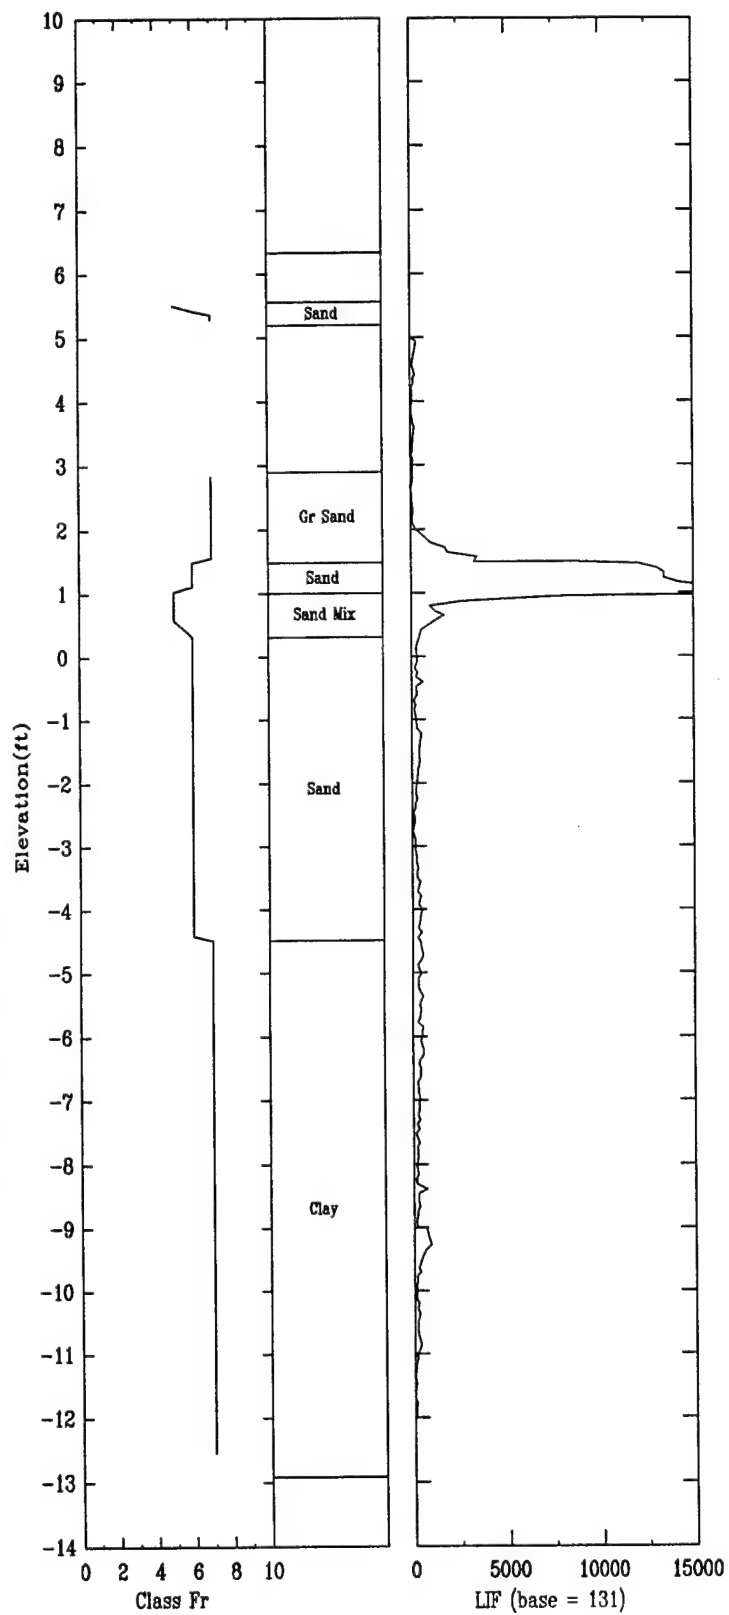 10
9
8
7
6
5
4
3
2
1
0
-1
-2
-3
-4
-5
-6
-7
-8
-9
-10
-11
-12
-13
-14
Elevation(ft)
Sand
Gr Sand
Sand
Sand Mix
Sand
Clay
0 2 4 6 8 10
Class Fr
0 5000 10000 15000
LIF (base = 131)